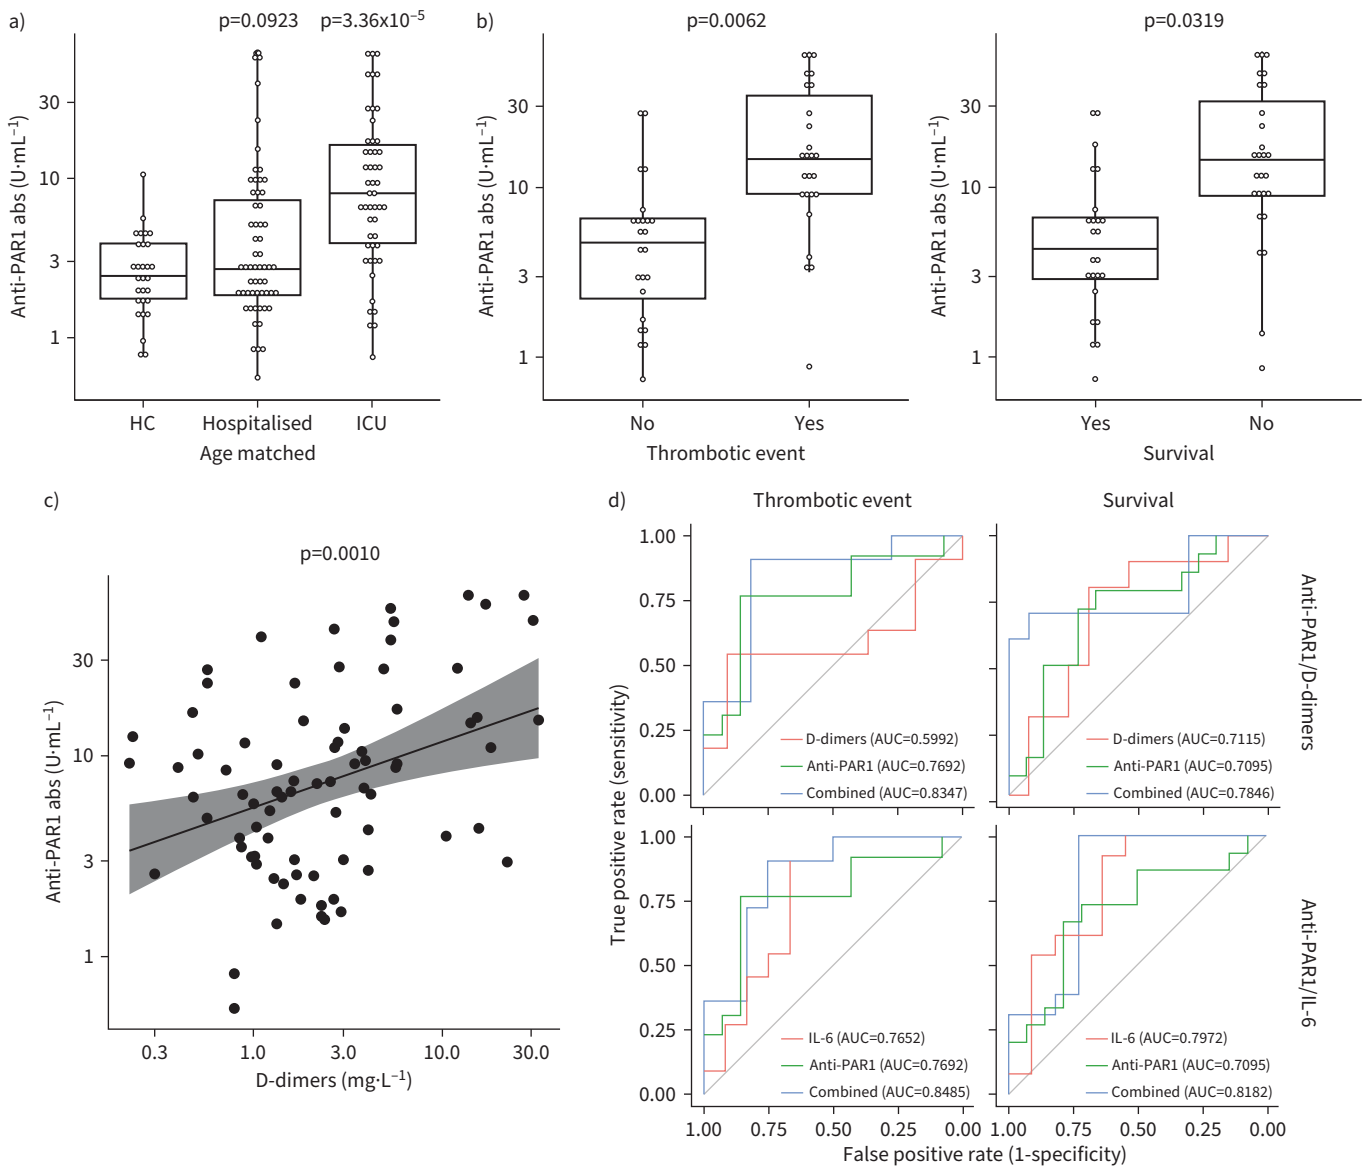 a)
p=0.0923
p=3.36x10⁻⁵
Anti-PAR1 abs (U·mL⁻¹)
30
10
3
1
HC
Hospitalised
ICU
Age matched
b)
p=0.0062
Anti-PAR1 abs (U·mL⁻¹)
30
10
3
1
No
Yes
Thrombotic event
p=0.0319
Anti-PAR1 abs (U·mL⁻¹)
30
10
3
1
Yes
No
Survival
c)
p=0.0010
Anti-PAR1 abs (U·mL⁻¹)
30
10
3
1
0.3
1.0
3.0
10.0
30.0
D-dimers (mg·L⁻¹)
d)
Thrombotic event
Survival
True positive rate (sensitivity)
1.00
0.75
0.50
0.25
0.00
D-dimers (AUC=0.5992)
Anti-PAR1 (AUC=0.7692)
Combined (AUC=0.8347)
D-dimers (AUC=0.7115)
Anti-PAR1 (AUC=0.7095)
Combined (AUC=0.7846)
Anti-PAR1/D-dimers
1.00
0.75
0.50
0.25
0.00
IL-6 (AUC=0.7652)
Anti-PAR1 (AUC=0.7692)
Combined (AUC=0.8485)
IL-6 (AUC=0.7972)
Anti-PAR1 (AUC=0.7095)
Combined (AUC=0.8182)
Anti-PAR1/IL-6
1.00
0.75
0.50
0.25
0.00
1.00
0.75
0.50
0.25
0.00
False positive rate (1-specificity)